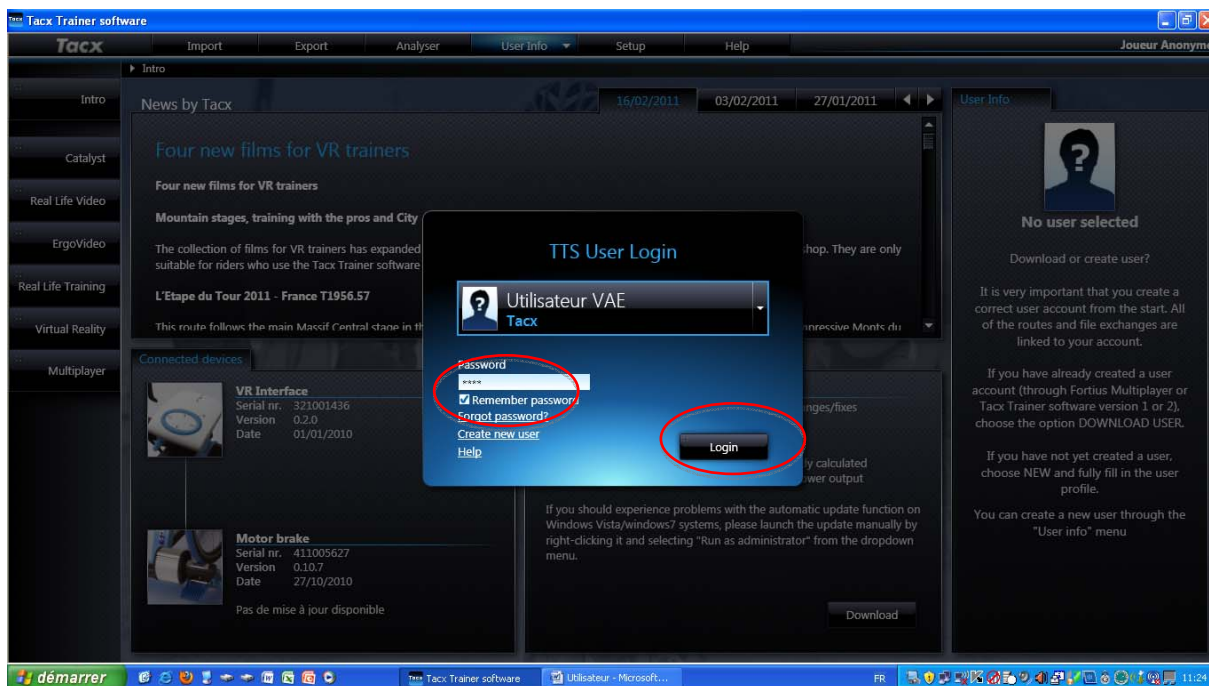 Tacx Trainer software
Tacx
Import
Export
Analyser
User Info
Setup
Help
Joueur Anonyme
Intro
Intro
Catalyst
Real Life Video
ErgoVideo
Real Life Training
Virtual Reality
Multiplayer
News by Tacx
16/02/2011
03/02/2011
27/01/2011
Four new films for VR trainers
Four new films for VR trainers
Mountain stages, training with the pros and City
The collection of films for VR trainers has expanded
shop. They are only
suitable for riders who use the Tacx Trainer software
L'Etape du Tour 2011 - France T1956.57
This route follows the main Massif Central stage in th
impressive Monts du
TTS User Login
Utilisateur VAE
Tacx
Password
****
Remember password
Forgot password?
Create new user
Help
Login
Connected devices
VR Interface
Serial nr. 321001436
Version 0.2.0
Date 01/01/2010
Motor brake
Serial nr. 411005627
Version 0.10.7
Date 27/10/2010
Pas de mise à jour disponible
nges/fixes
ly calculated
ower output
If you should experience problems with the automatic update function on
Windows Vista/windows7 systems, please launch the update manually by
right-clicking it and selecting "Run as administrator" from the dropdown
menu.
Download
User Info
No user selected
Download or create user?
It is very important that you create a
correct user account from the start. All
of the routes and file exchanges are
linked to your account.
If you have already created a user
account (through Fortius Multiplayer or
Tacx Trainer software version 1 or 2),
choose the option DOWNLOAD USER.
If you have not yet created a user,
choose NEW and fully fill in the user
profile.
You can create a new user through the
"User info" menu
démarrer
Tacx Trainer software
Utilisateur - Microsoft...
FR
11:24